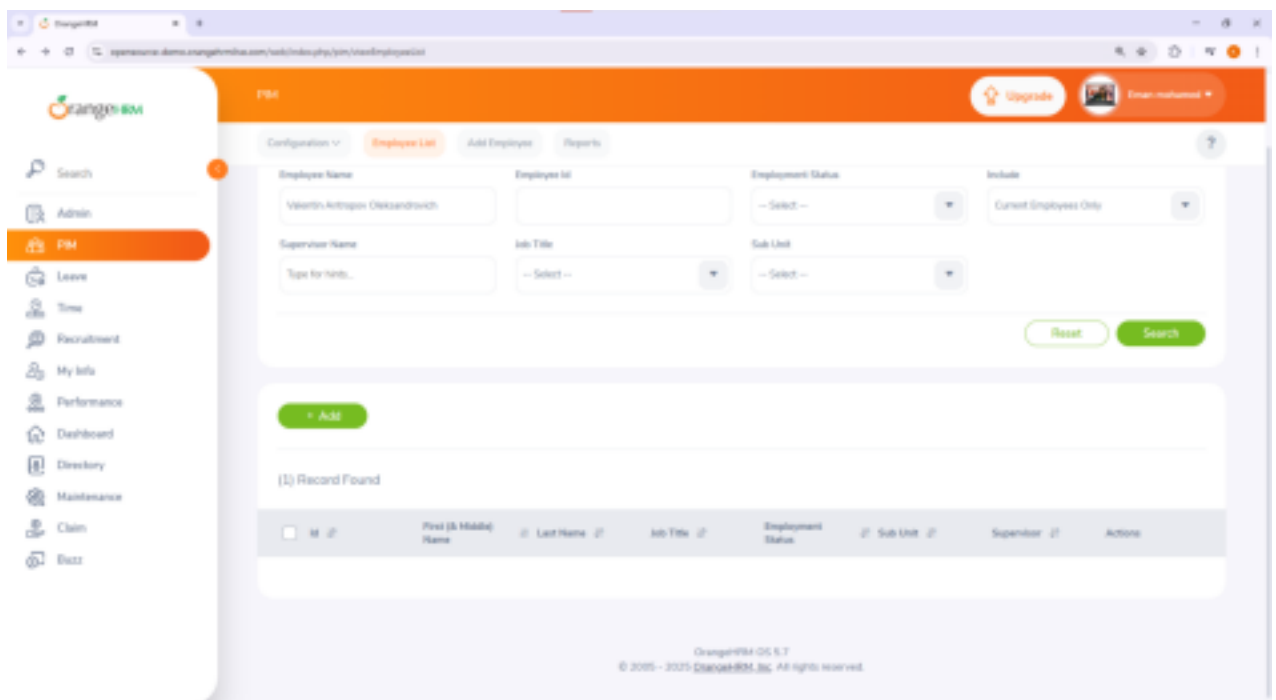 OrangeHRM
opensource-demo.orangehrmlive.com/web/index.php/pim/viewEmployeeList
OrangeHRM
PIM
Upgrade
Eman mohamed
Configuration
Employee List
Add Employee
Reports
?
Search
Admin
PIM
Leave
Time
Recruitment
My Info
Performance
Dashboard
Directory
Maintenance
Claim
Buzz
Employee Name
Employee Id
Employment Status
Include
Valentin Antropov Oleksandrovich
-- Select --
Current Employees Only
Supervisor Name
Job Title
Sub Unit
Type for hints...
-- Select --
-- Select --
Reset
Search
+ Add
(1) Record Found
Id
First (& Middle)
Name
Last Name
Job Title
Employment
Status
Sub Unit
Supervisor
Actions
OrangeHRM OS 5.7
© 2005 - 2025 OrangeHRM, Inc. All rights reserved.